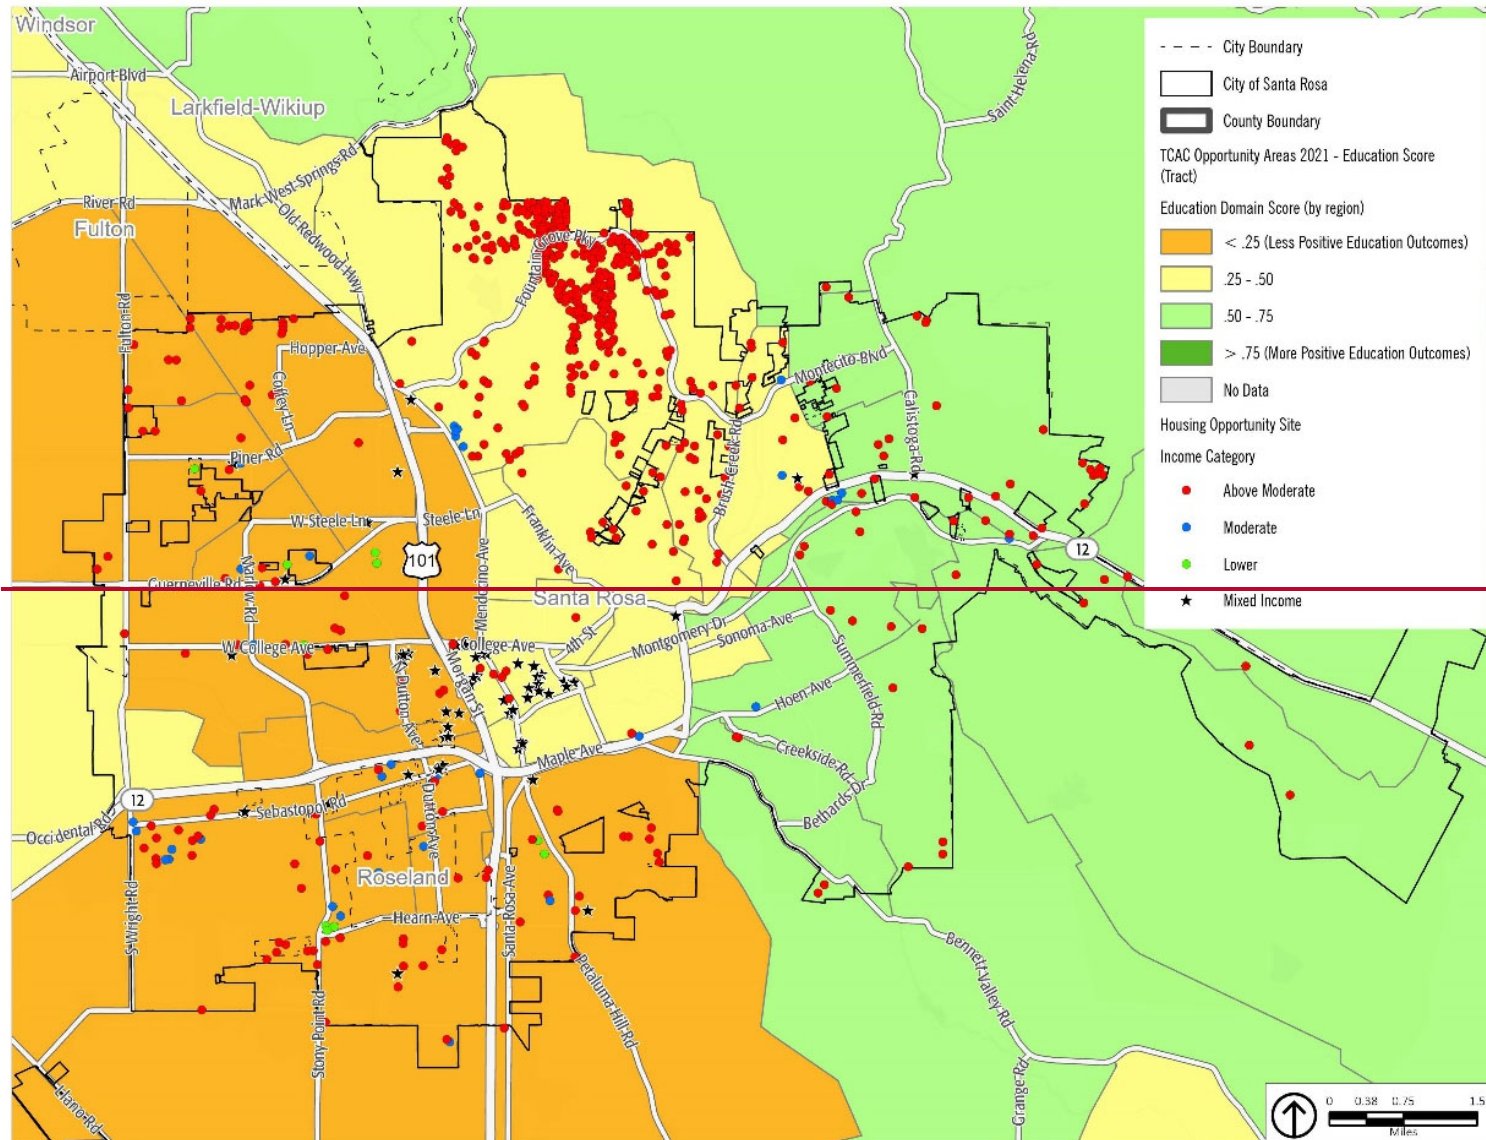 Windsor
Airport Blvd
Larkfield-Wikiup
Saint Helena Rd
Mark West Springs Rd
River Rd
Old Redwood Hwy
Fulton
Fulton Rd
Fountain Grove Pky
Hopper Ave
Coffey Ln
Montecito Blvd
Calistoga Rd
Piner Rd
Brush Creek Rd
W Steele Ln
Steele Ln
Franklin Ave
101
12
Guerneville Rd
Marlow Rd
Mendocino Ave
Santa Rosa
W College Ave
College Ave
4th St
Montgomery Dr
Sonoma Ave
Summerfield Rd
N Dutton Ave
Morgan St
Hoen Ave
Maple Ave
Creekside Rd
Bethards Dr
12
Occidental Rd
Sebastopol Rd
Dutton Ave
Roseland
S Wright Rd
Hearn Ave
Santa Rosa Ave
Bennett Valley Rd
Petaluma Hill Rd
Stony Point Rd
Grange Rd
Llano Rd
City Boundary
City of Santa Rosa
County Boundary
TCAC Opportunity Areas 2021 - Education Score
(Tract)
Education Domain Score (by region)
< .25 (Less Positive Education Outcomes)
.25 - .50
.50 - .75
> .75 (More Positive Education Outcomes)
No Data
Housing Opportunity Site
Income Category
Above Moderate
Moderate
Lower
Mixed Income
0 0.38 0.75 1.5
Miles